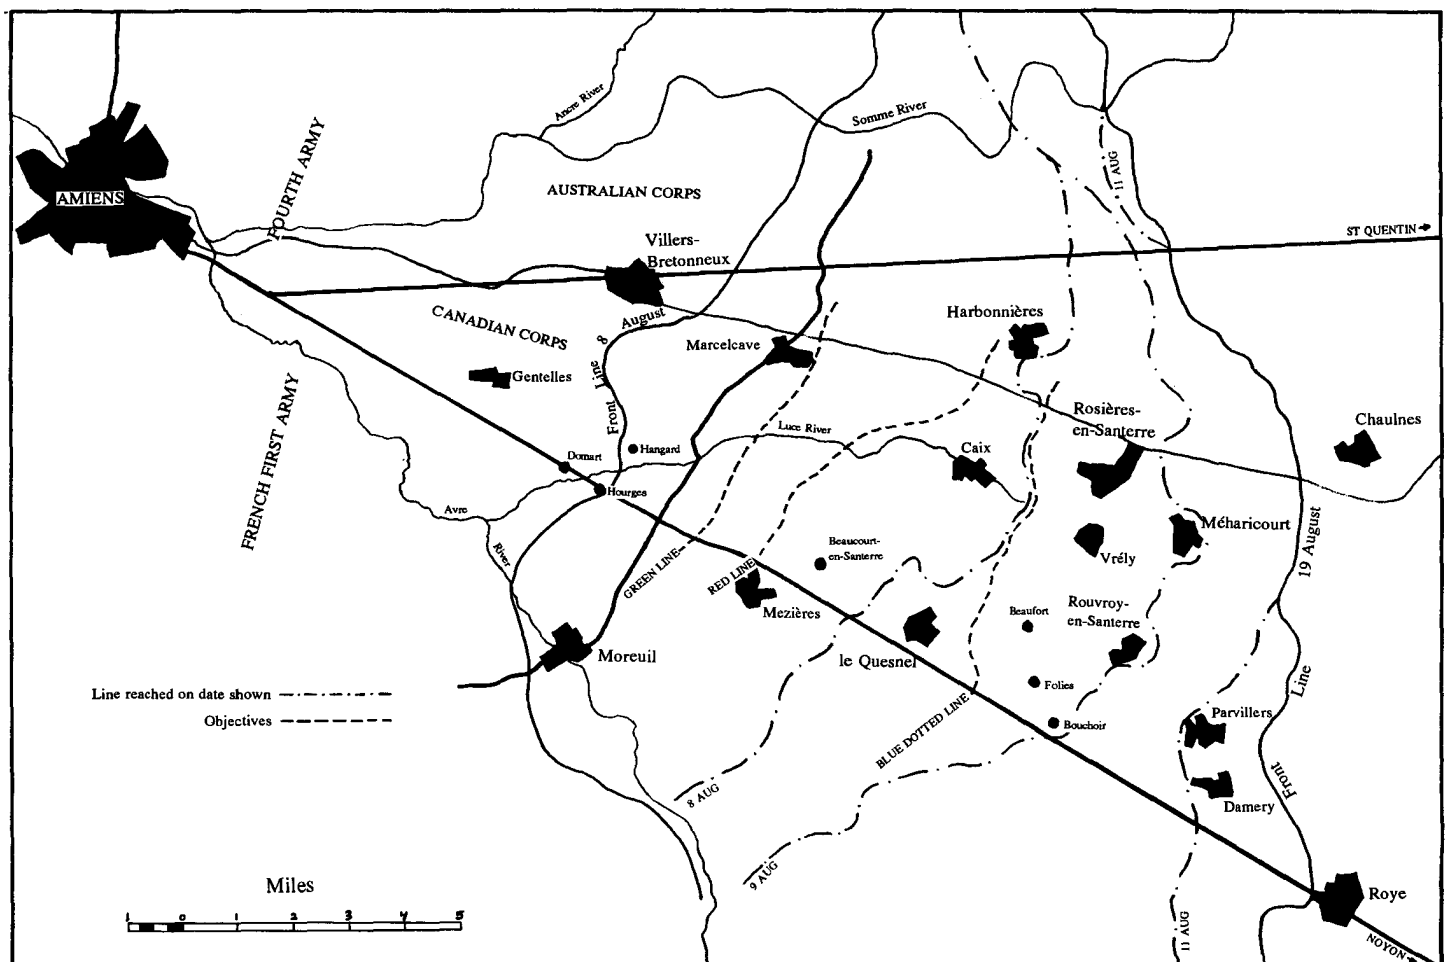 Ancre River
Somme River
11 AUG
AMIENS
FOURTH ARMY
AUSTRALIAN CORPS
ST QUENTIN
Villers-
Bretonneux
CANADIAN CORPS
Front Line 8 August
Harbonnières
Marcelcave
Gentelles
FRENCH FIRST ARMY
Rosières-
en-Santerre
Chaulnes
Luce River
Hangard
Caix
Domart
Hourges
Avre
River
Méharicourt
Beaucourt-
en-Santerre
Vrély
GREEN LINE
RED LINE
Front Line 19 August
Mezières
Beaufort
Rouvroy-
en-Santerre
Moreuil
le Quesnel
Line reached on date shown
Objectives
Folies
Bouchoir
BLUE DOTTED LINE
Parvillers
8 AUG
Damery
9 AUG
Miles
1 0 1 2 3 4 5
Roye
11 AUG
NOYON